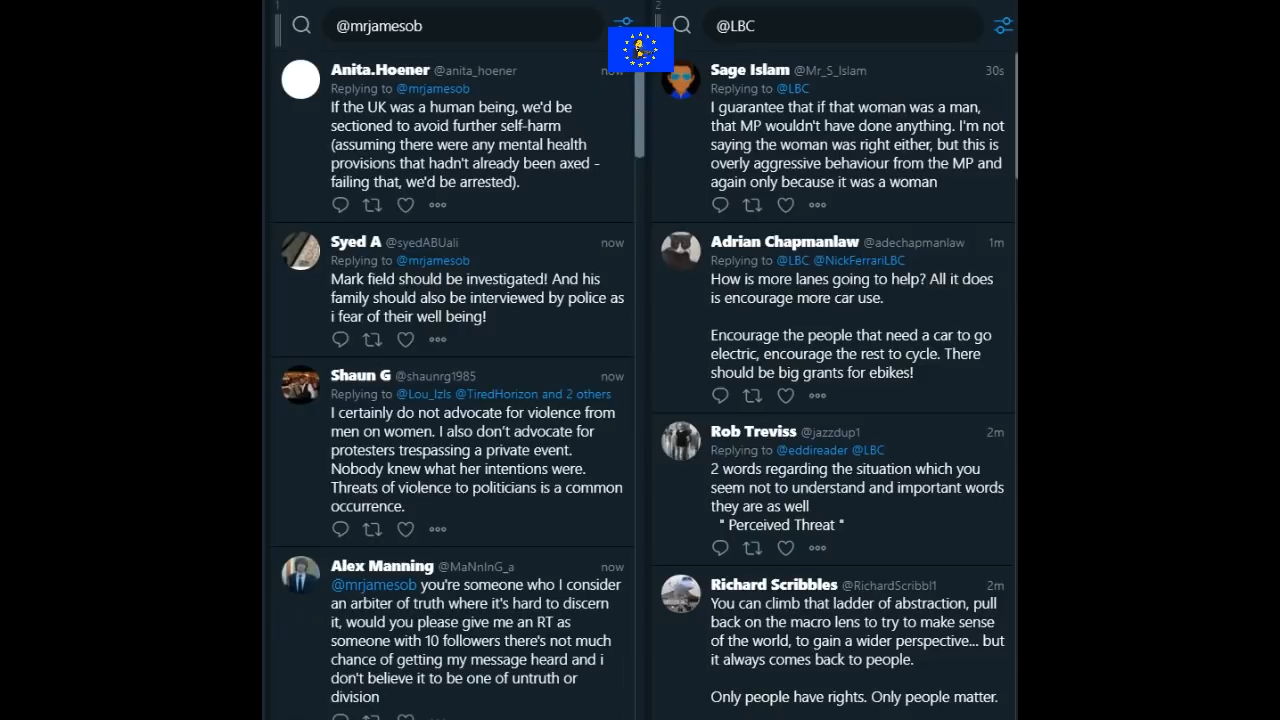 1
@mrjamesob
Anita.Hoener @anita_hoener now
Replying to @mrjamesob
If the UK was a human being, we'd be
sectioned to avoid further self-harm
(assuming there were any mental health
provisions that hadn't already been axed -
failing that, we'd be arrested).
Syed A @syedABUali now
Replying to @mrjamesob
Mark field should be investigated! And his
family should also be interviewed by police as
i fear of their well being!
Shaun G @shaunrg1985 now
Replying to @Lou_Izls @TiredHorizon and 2 others
I certainly do not advocate for violence from
men on women. I also don't advocate for
protesters trespassing a private event.
Nobody knew what her intentions were.
Threats of violence to politicians is a common
occurrence.
Alex Manning @MaNnInG_a now
@mrjamesob you're someone who I consider
an arbiter of truth where it's hard to discern
it, would you please give me an RT as
someone with 10 followers there's not much
chance of getting my message heard and i
don't believe it to be one of untruth or
division
2
@LBC
Sage Islam @Mr_S_Islam 30s
Replying to @LBC
I guarantee that if that woman was a man,
that MP wouldn't have done anything. I'm not
saying the woman was right either, but this is
overly aggressive behaviour from the MP and
again only because it was a woman
Adrian Chapmanlaw @adechapmanlaw 1m
Replying to @LBC @NickFerrariLBC
How is more lanes going to help? All it does
is encourage more car use.
Encourage the people that need a car to go
electric, encourage the rest to cycle. There
should be big grants for ebikes!
Rob Treviss @jazzdup1 2m
Replying to @eddireader @LBC
2 words regarding the situation which you
seem not to understand and important words
they are as well
" Perceived Threat "
Richard Scribbles @RichardScribbl1 2m
You can climb that ladder of abstraction, pull
back on the macro lens to try to make sense
of the world, to gain a wider perspective... but
it always comes back to people.
Only people have rights. Only people matter.